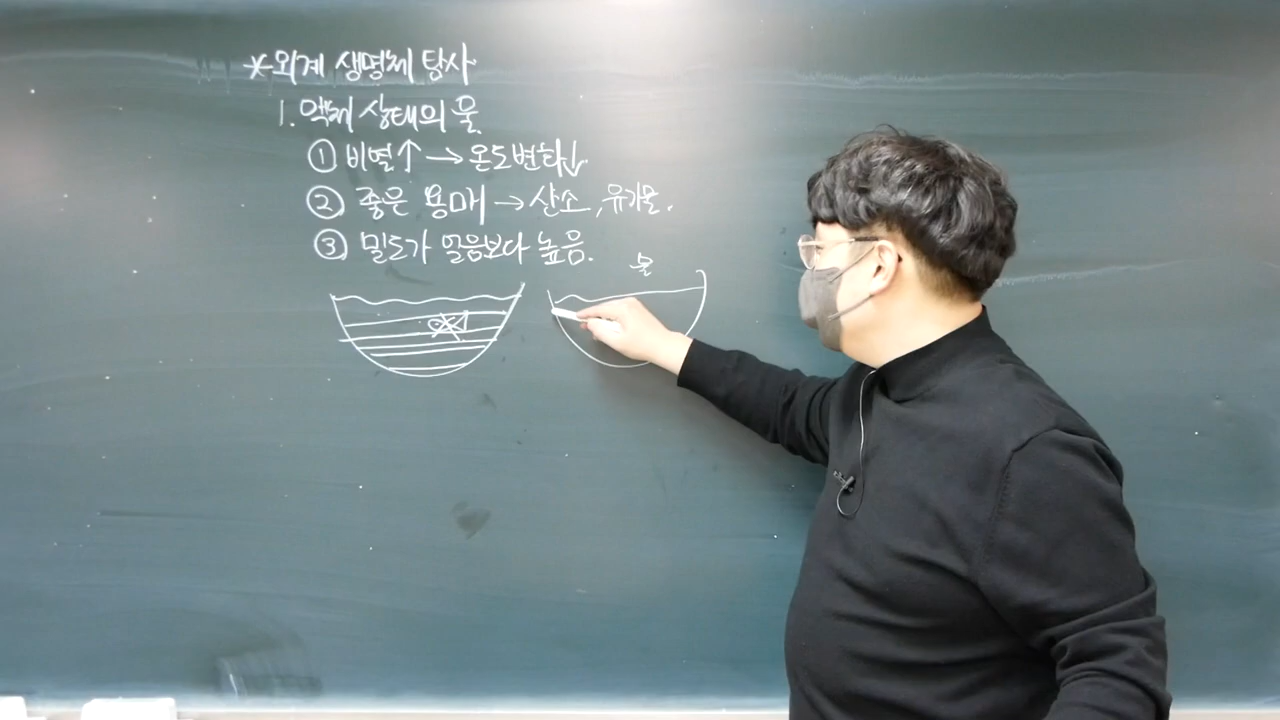 *외계 생명체 탐사
1. 액체 상태의 물
① 비열↑ → 온도변화↓
② 좋은 용매 → 산소, 유기물.
③ 밀도가 얼음보다 높음.
물